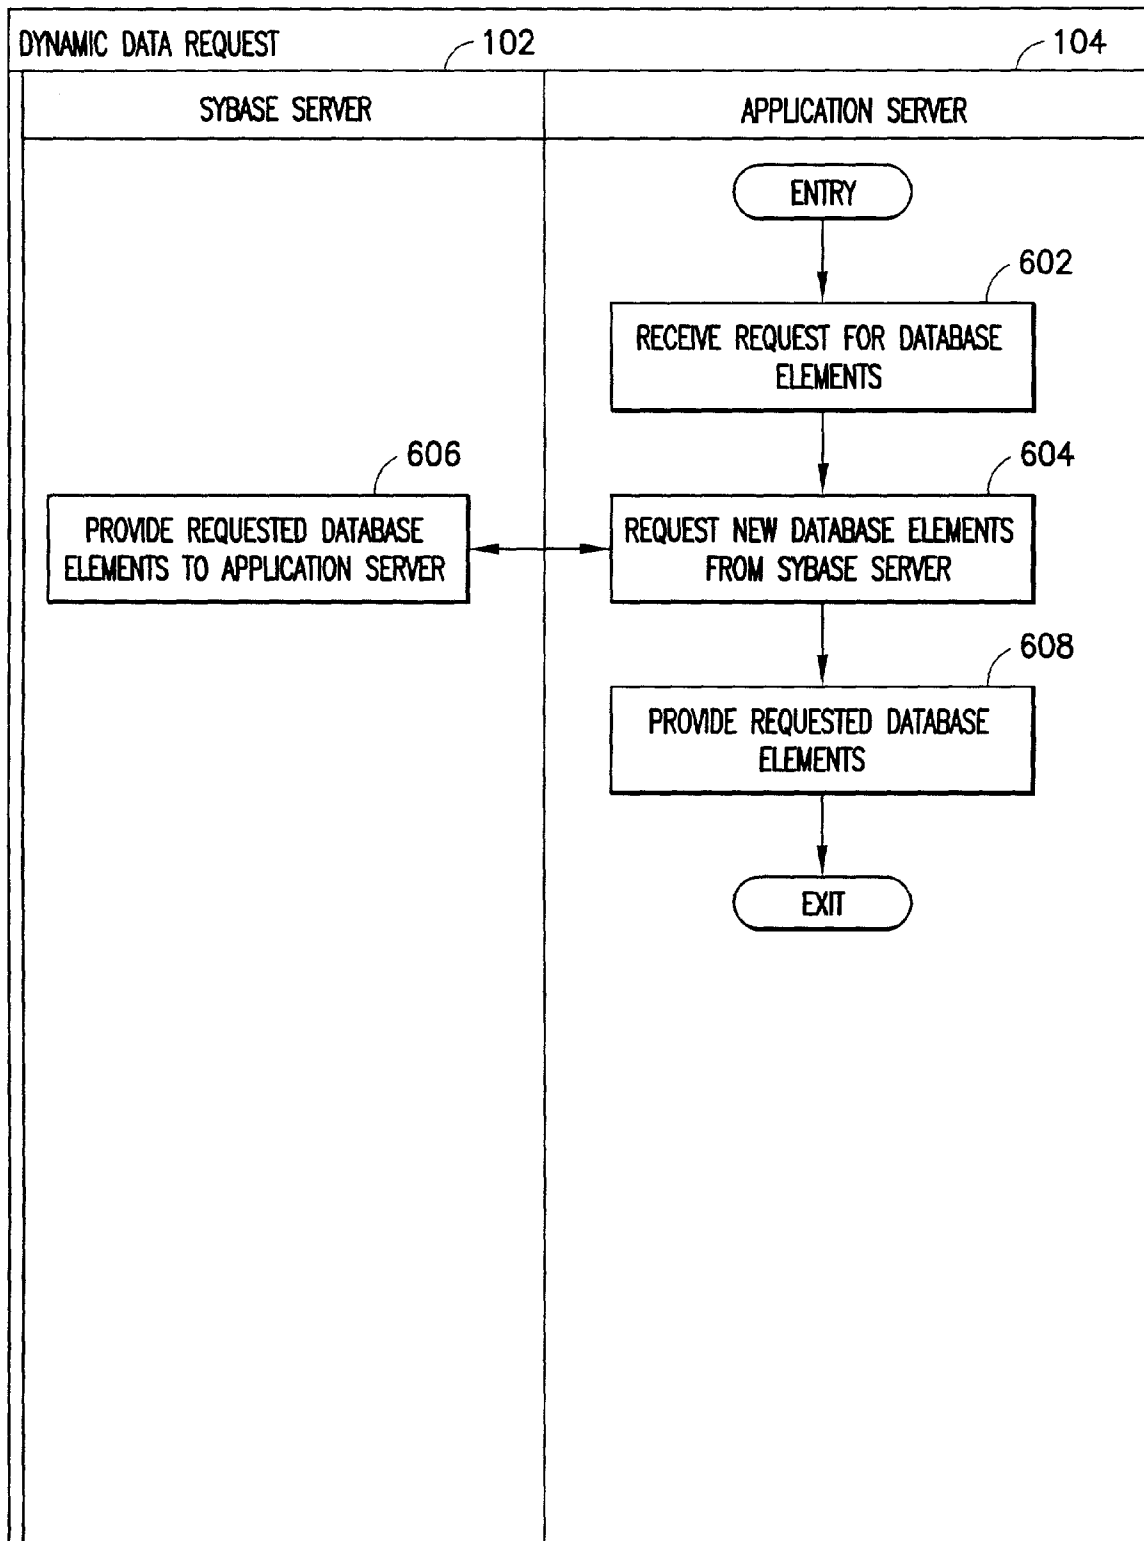 DYNAMIC DATA REQUEST
102
104
SYBASE SERVER
APPLICATION SERVER
ENTRY
602
RECEIVE REQUEST FOR DATABASE
ELEMENTS
606
604
PROVIDE REQUESTED DATABASE
ELEMENTS TO APPLICATION SERVER
REQUEST NEW DATABASE ELEMENTS
FROM SYBASE SERVER
608
PROVIDE REQUESTED DATABASE
ELEMENTS
EXIT